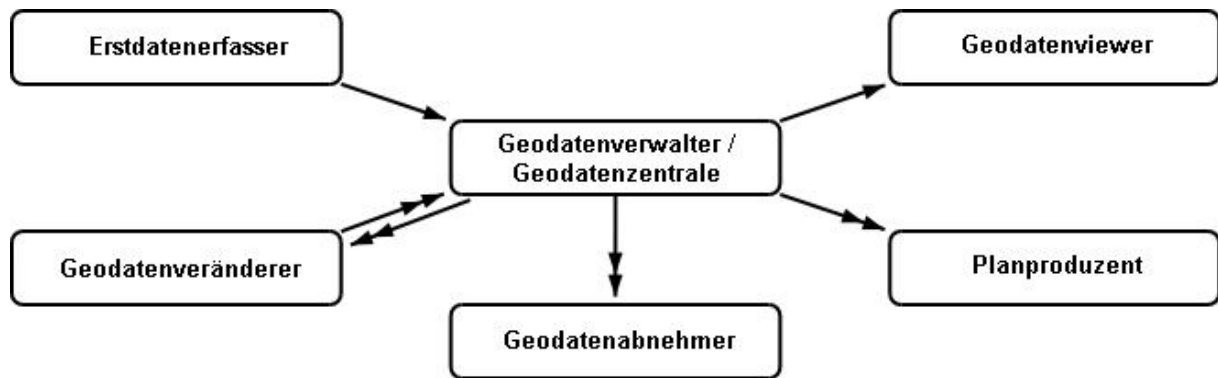 Erstdatenerfasser
Geodatenviewer
Geodatenverwalter /
Geodatenzentrale
Geodatenveränderer
Planproduzent
Geodatenabnehmer